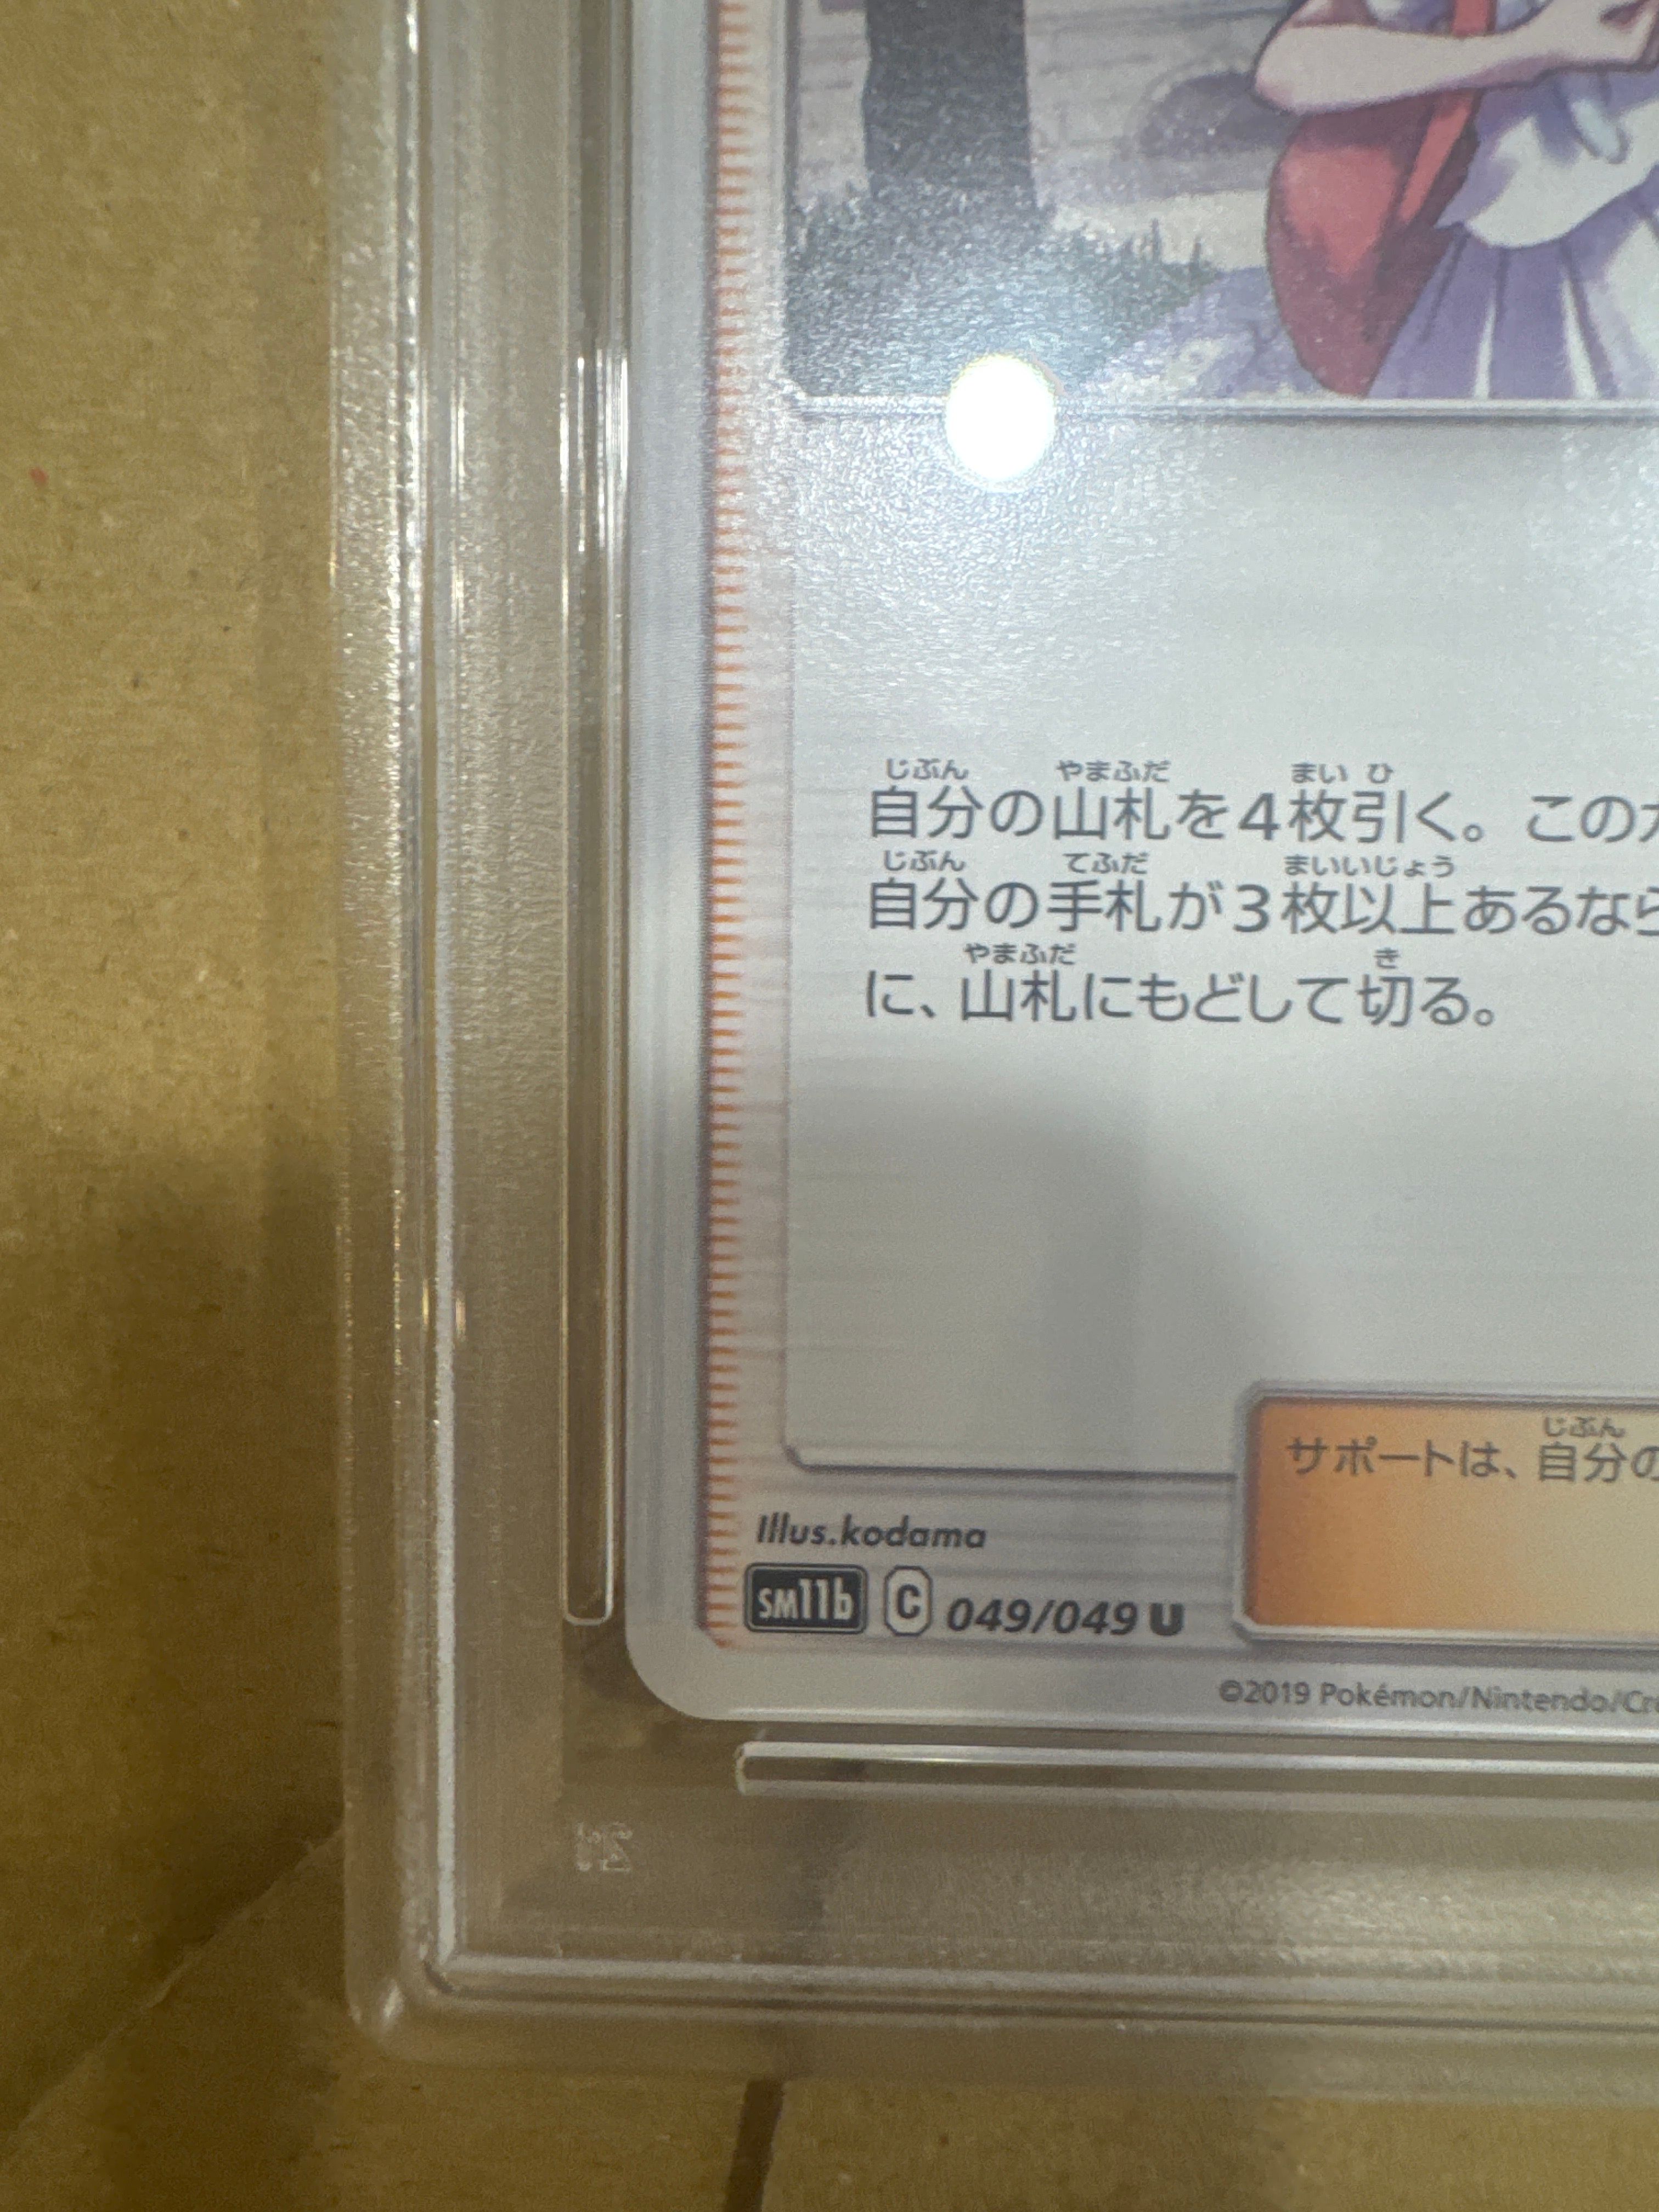 自分の山札を4枚引く。この
じぶん やまふだ まい ひ
自分の手札が3枚以上あるなら
じぶん てふだ まいいじょう
に、山札にもどして切る。
やまふだ き
サポートは、自分の
じぶん
Illus.kodama
SM11b C 049/049 U
©2019 Pokémon/Nintendo/Cre